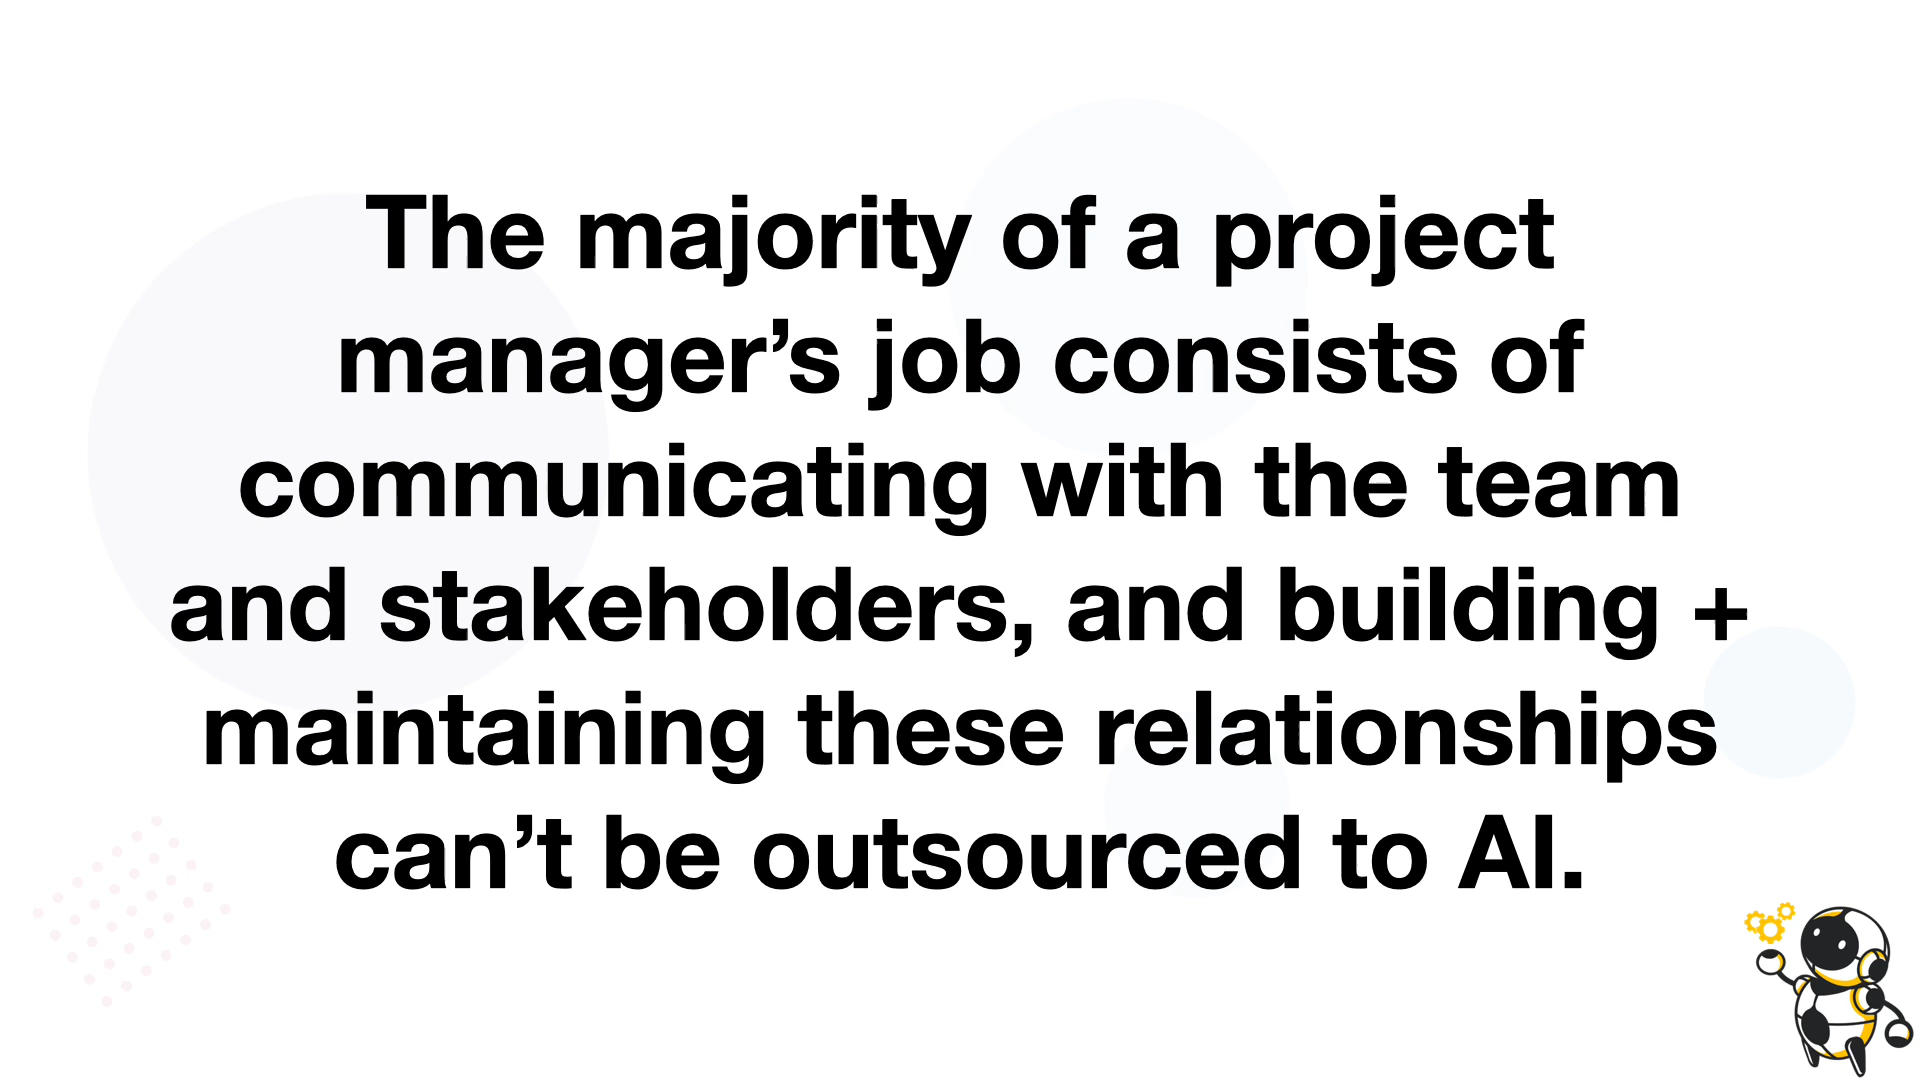 The majority of a project
manager’s job consists of
communicating with the team
and stakeholders, and building +
maintaining these relationships
can’t be outsourced to AI.